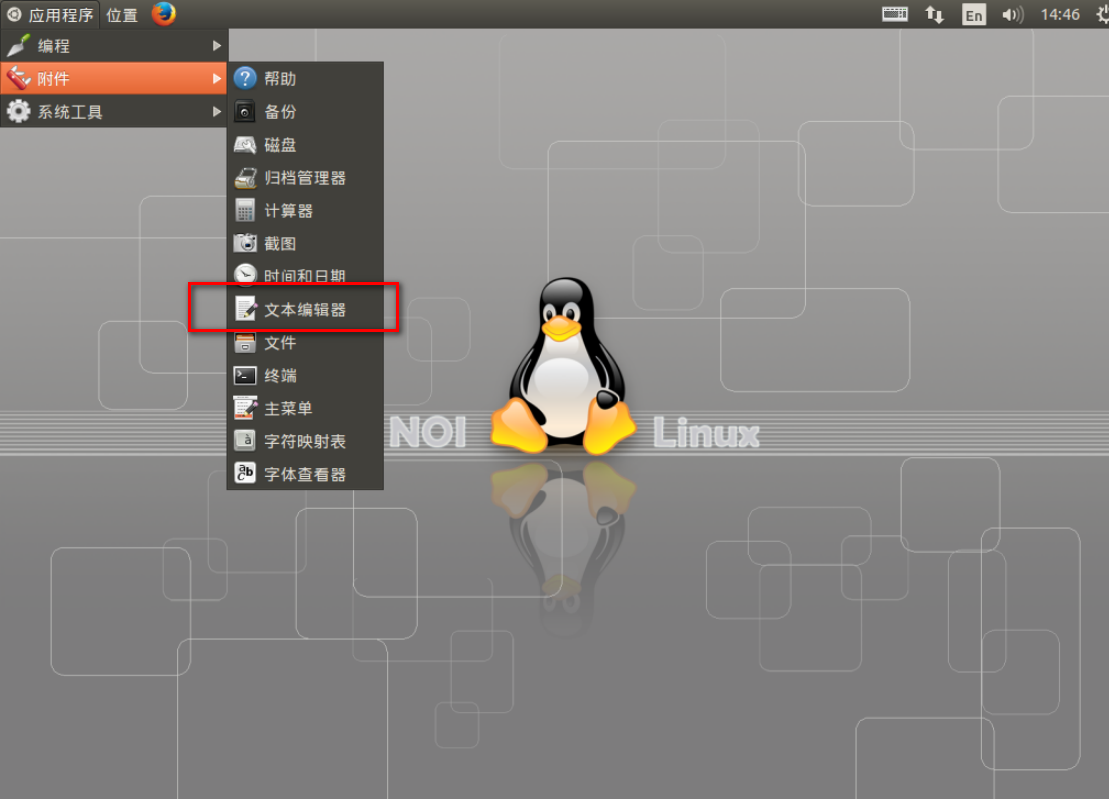 应用程序 位置 En 14:46
编程
附件
系统工具
帮助
备份
磁盘
归档管理器
计算器
截图
时间和日期
文本编辑器
文件
终端
主菜单
字符映射表
字体查看器
NOI Linux